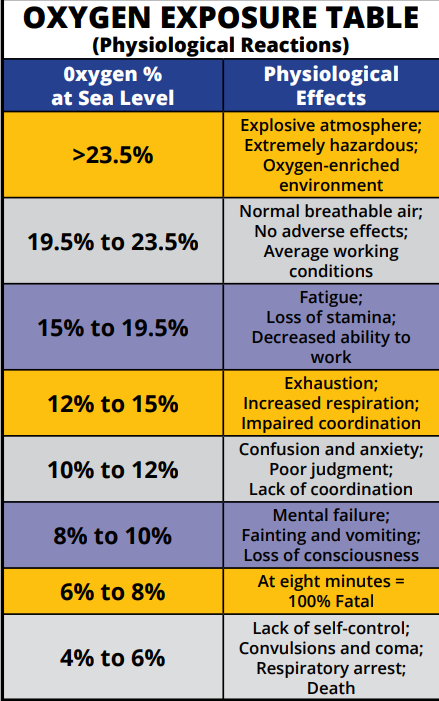 OXYGEN EXPOSURE TABLE
(Physiological Reactions)
0xygen %
at Sea Level
Physiological
Effects
>23.5%
Explosive atmosphere;
Extremely hazardous;
Oxygen-enriched
environment
19.5% to 23.5%
Normal breathable air;
No adverse effects;
Average working
conditions
15% to 19.5%
Fatigue;
Loss of stamina;
Decreased ability to
work
12% to 15%
Exhaustion;
Increased respiration;
Impaired coordination
10% to 12%
Confusion and anxiety;
Poor judgment;
Lack of coordination
8% to 10%
Mental failure;
Fainting and vomiting;
Loss of consciousness
6% to 8%
At eight minutes =
100% Fatal
4% to 6%
Lack of self-control;
Convulsions and coma;
Respiratory arrest;
Death